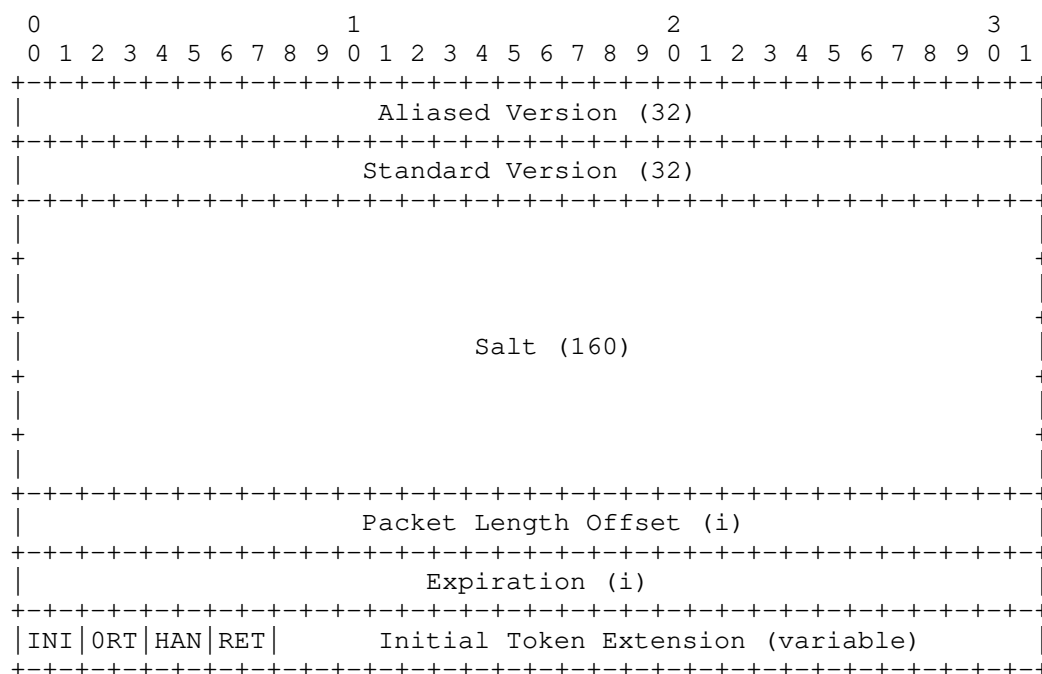 0                   1                   2                   3
 0 1 2 3 4 5 6 7 8 9 0 1 2 3 4 5 6 7 8 9 0 1 2 3 4 5 6 7 8 9 0 1
+-+-+-+-+-+-+-+-+-+-+-+-+-+-+-+-+-+-+-+-+-+-+-+-+-+-+-+-+-+-+-+-+
|                      Aliased Version (32)                     |
+-+-+-+-+-+-+-+-+-+-+-+-+-+-+-+-+-+-+-+-+-+-+-+-+-+-+-+-+-+-+-+-+
|                     Standard Version (32)                     |
+-+-+-+-+-+-+-+-+-+-+-+-+-+-+-+-+-+-+-+-+-+-+-+-+-+-+-+-+-+-+-+-+
|                                                               |
+                                                               +
|                                                               |
+                                                               +
|                            Salt (160)                         |
+                                                               +
|                                                               |
+                                                               +
|                                                               |
+-+-+-+-+-+-+-+-+-+-+-+-+-+-+-+-+-+-+-+-+-+-+-+-+-+-+-+-+-+-+-+-+
|                     Packet Length Offset (i)                  |
+-+-+-+-+-+-+-+-+-+-+-+-+-+-+-+-+-+-+-+-+-+-+-+-+-+-+-+-+-+-+-+-+
|                         Expiration (i)                        |
+-+-+-+-+-+-+-+-+-+-+-+-+-+-+-+-+-+-+-+-+-+-+-+-+-+-+-+-+-+-+-+-+
|INI|0RT|HAN|RET|      Initial Token Extension (variable)       |
+-+-+-+-+-+-+-+-+-+-+-+-+-+-+-+-+-+-+-+-+-+-+-+-+-+-+-+-+-+-+-+-+